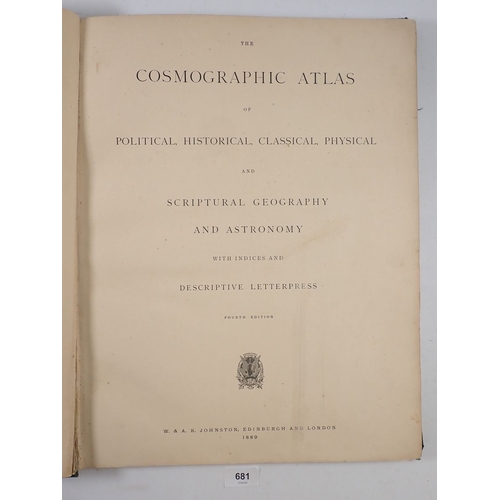 THE
COSMOGRAPHIC ATLAS
OF
POLITICAL, HISTORICAL, CLASSICAL, PHYSICAL
AND
SCRIPTURAL GEOGRAPHY
AND ASTRONOMY
WITH INDICES AND
DESCRIPTIVE LETTERPRESS
FOURTH EDITION
W. & A. K. JOHNSTON, EDINBURGH AND LONDON
1889
681